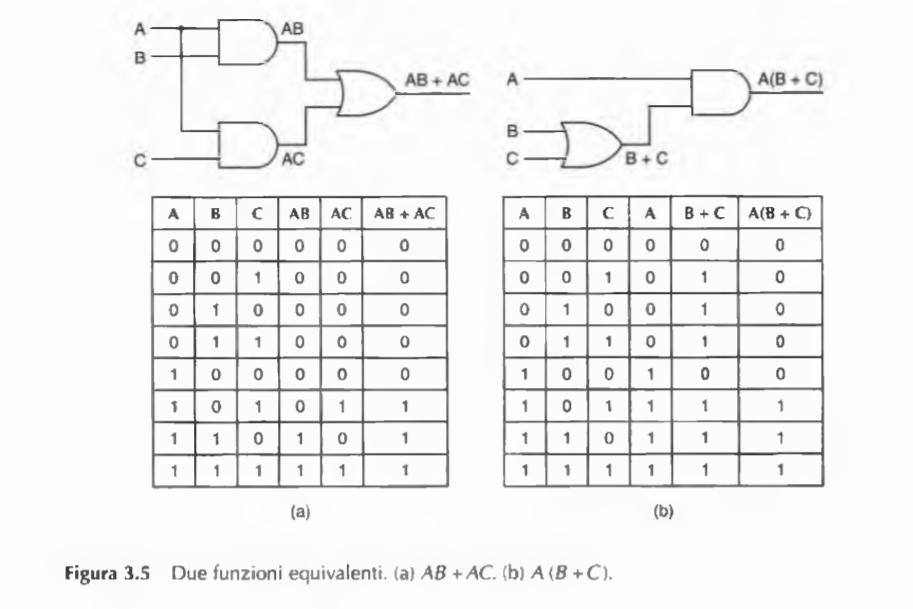 A
B
C
AB
AC
AB + AC
A
B
C
B + C
A(B + C)
A B C AB AC AB + AC
0 0 0 0 0 0
0 0 1 0 0 0
0 1 0 0 0 0
0 1 1 0 0 0
1 0 0 0 0 0
1 0 1 0 1 1
1 1 0 1 0 1
1 1 1 1 1 1
(a)
A B C A B + C A(B + C)
0 0 0 0 0 0
0 0 1 0 1 0
0 1 0 0 1 0
0 1 1 0 1 0
1 0 0 1 0 0
1 0 1 1 1 1
1 1 0 1 1 1
1 1 1 1 1 1
(b)
Figura 3.5 Due funzioni equivalenti. (a) AB + AC. (b) A (B + C).